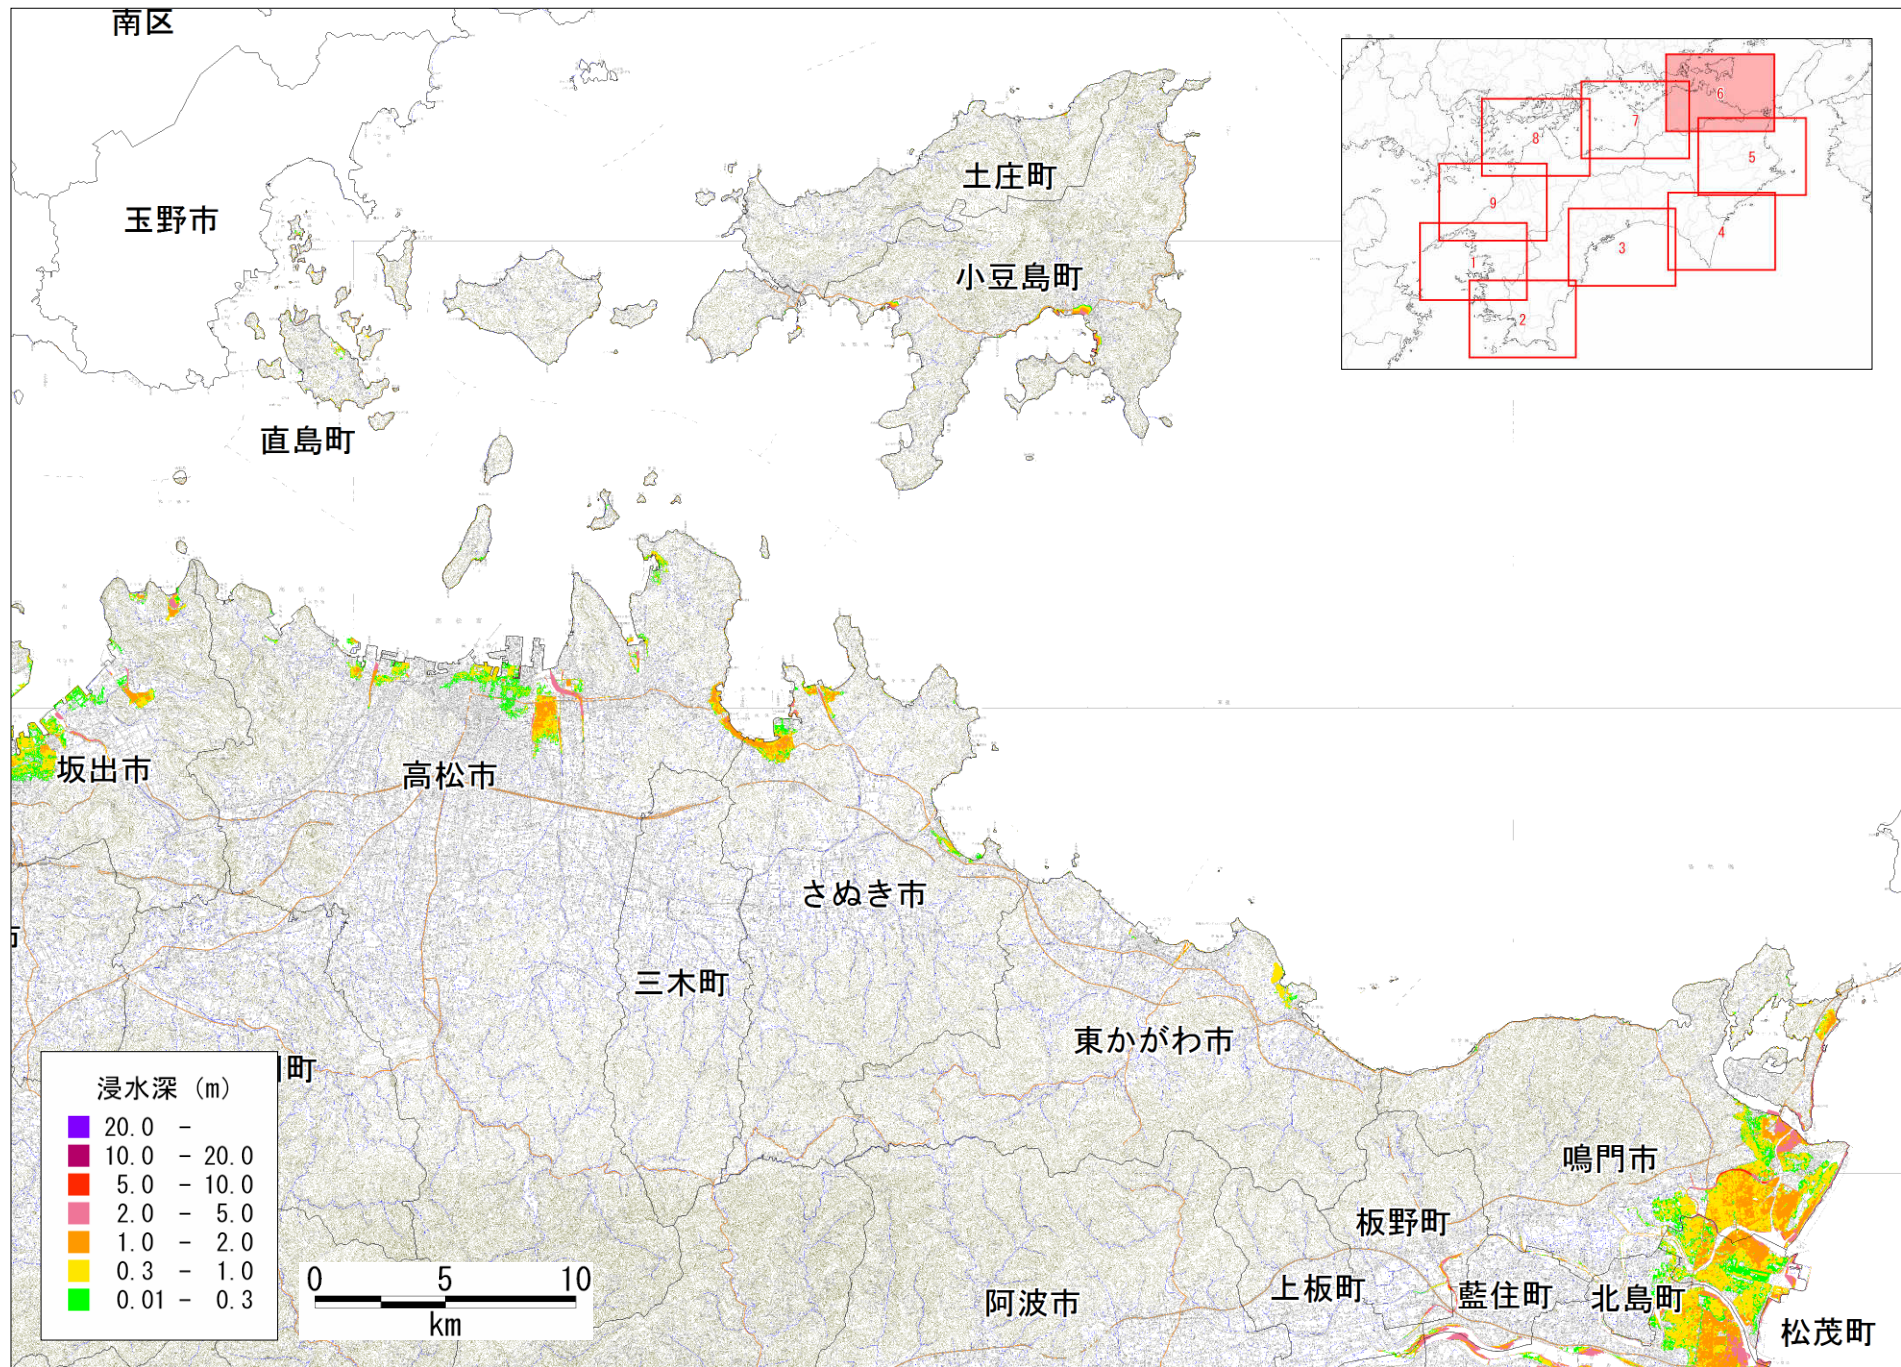 南区
玉野市
土庄町
小豆島町
直島町
坂出市
高松市
さぬき市
三木町
東かがわ市
鳴門市
板野町
上板町
藍住町
北島町
松茂町
阿波市
町
市
6
7
8
5
9
4
3
1
2
浸水深 (m)
20.0 -
10.0 - 20.0
5.0 - 10.0
2.0 - 5.0
1.0 - 2.0
0.3 - 1.0
0.01 - 0.3
0 5 10
km